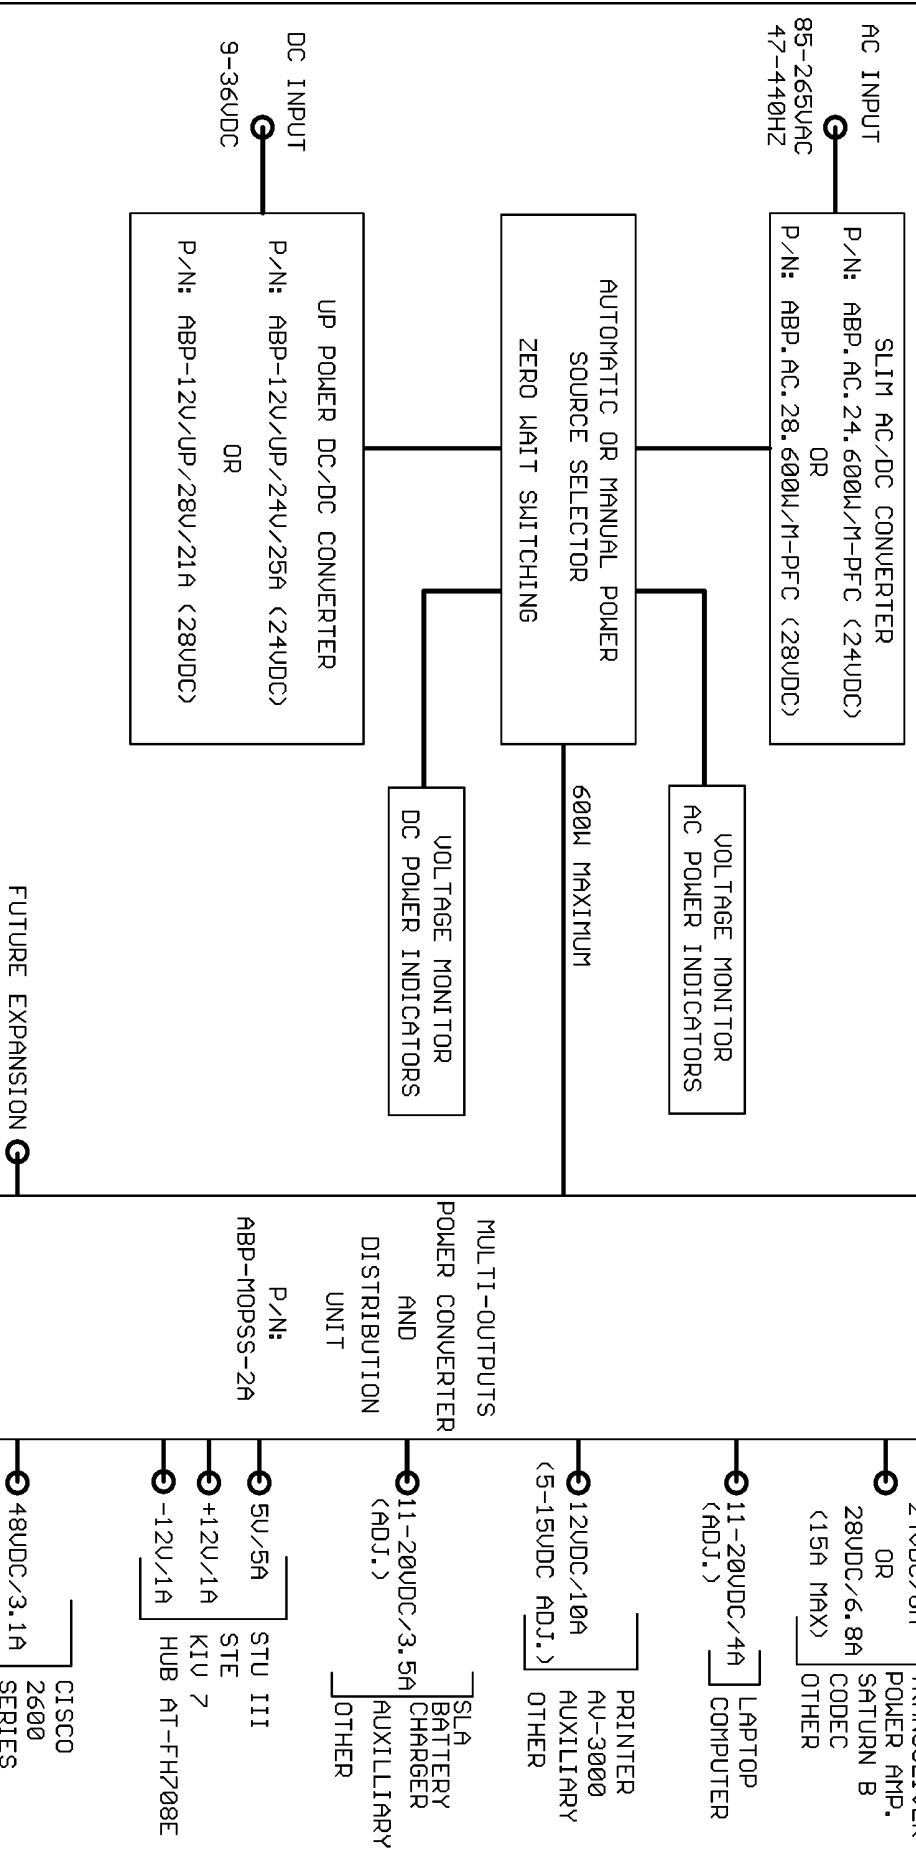 AC INPUT
85-265VAC
47-440HZ
SLIM AC/DC CONVERTER
P/N: ABP.AC.24.600W/M-PFC (24VDC)
OR
P/N: ABP.AC.28.600W/M-PFC (28VDC)
AUTOMATIC OR MANUAL POWER
SOURCE SELECTOR
ZERO WAIT SWITCHING
DC INPUT
9-36VDC
UP POWER DC/DC CONVERTER
P/N: ABP-12V/UP/24V/25A (24VDC)
OR
P/N: ABP-12V/UP/28V/21A (28VDC)
VOLTAGE MONITOR
AC POWER INDICATORS
600W MAXIMUM
VOLTAGE MONITOR
DC POWER INDICATORS
FUTURE EXPANSION
MULTI-OUTPUTS
POWER CONVERTER
AND
DISTRIBUTION
UNIT
P/N:
ABP-MOPSS-2A
OR
28VDC/6.8A
(15A MAX)
POWER AMP.
SATURN B
CODEC
OTHER
11-20VDC/4A
(ADJ.)
LAPTOP
COMPUTER
12VDC/10A
(5-15VDC ADJ.)
PRINTER
AV-3000
AUXILIARY
OTHER
11-20VDC/3.5A
(ADJ.)
SLA
BATTERY
CHARGER
AUXILLIARY
OTHER
5V/5A
+12V/1A
-12V/1A
STU III
STE
KIV 7
HUB AT-FH708E
48VDC/3.1A
CISCO
2600
SERIES